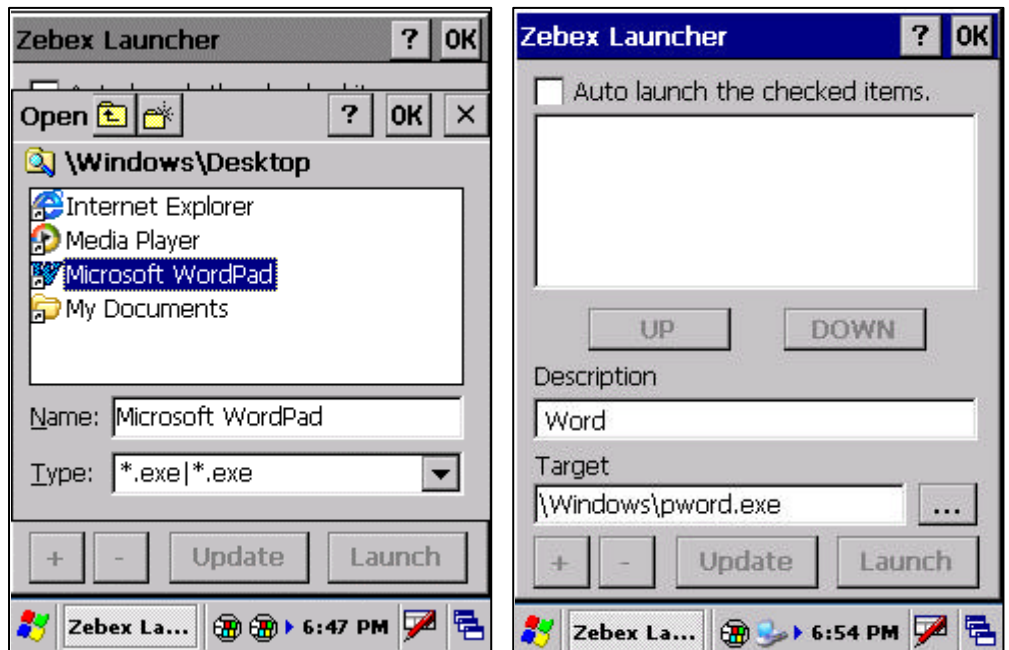 Zebex Launcher ? OK
Open ? OK ×
\Windows\Desktop
Internet Explorer
Media Player
Microsoft WordPad
My Documents
Name: Microsoft WordPad
Type: *.exe|*.exe
+ - Update Launch
Zebex La... 6:47 PM
Zebex Launcher ? OK
Auto launch the checked items.
UP DOWN
Description
Word
Target
\Windows\pword.exe ...
+ - Update Launch
Zebex La... 6:54 PM